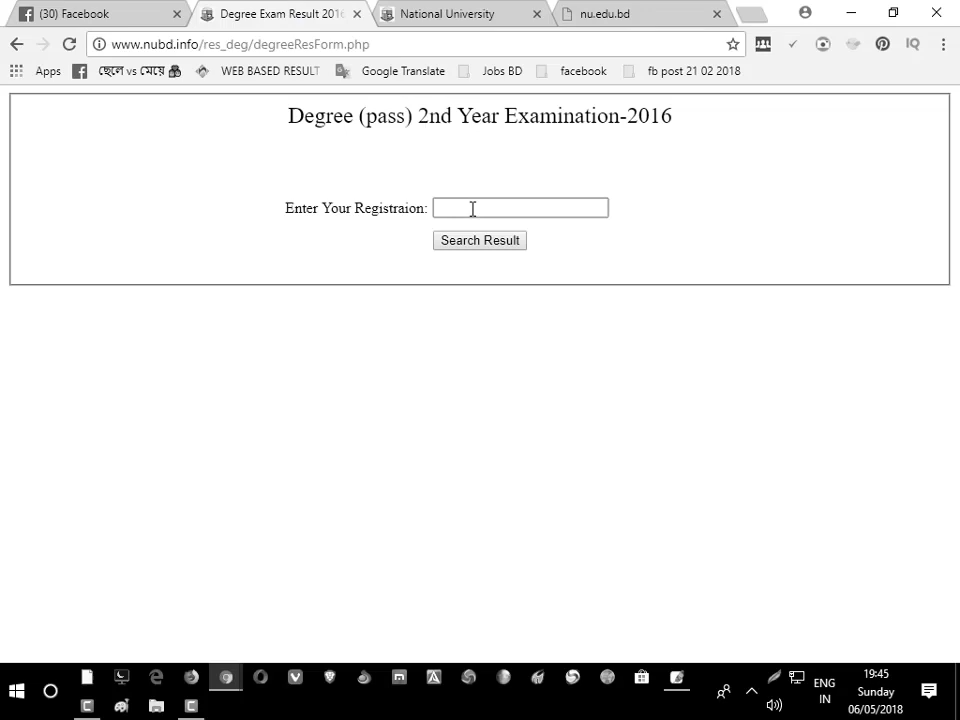 (30) Facebook
Degree Exam Result 2016
National University
nu.edu.bd
www.nubd.info/res_deg/degreeResForm.php
IQ
Apps
ছেলে vs মেয়ে
WEB BASED RESULT
Google Translate
Jobs BD
facebook
fb post 21 02 2018
Degree (pass) 2nd Year Examination-2016
Enter Your Registraion:
Search Result
ENG
IN
19:45
Sunday
06/05/2018